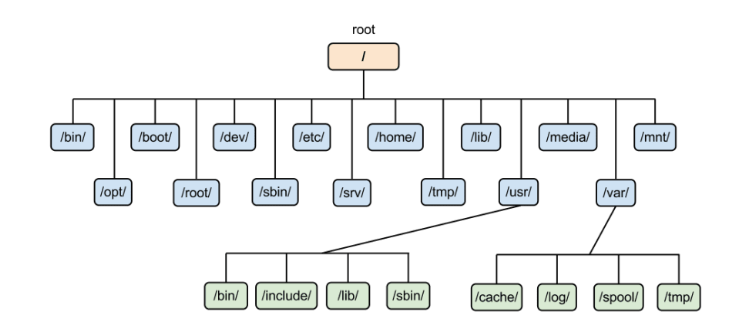 root
/
/bin/
/boot/
/dev/
/etc/
/home/
/lib/
/media/
/mnt/
/opt/
/root/
/sbin/
/srv/
/tmp/
/usr/
/var/
/bin/
/include/
/lib/
/sbin/
/cache/
/log/
/spool/
/tmp/